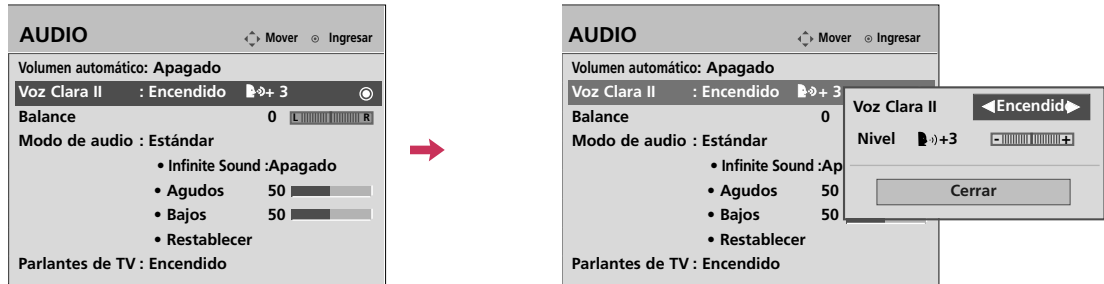 AUDIO Mover Ingresar
Volumen automático: Apagado
Voz Clara II : Encendido + 3
Balance 0 L R
Modo de audio : Estándar
• Infinite Sound :Apagado
• Agudos 50
• Bajos 50
• Restablecer
Parlantes de TV : Encendido
AUDIO Mover Ingresar
Volumen automático: Apagado
Voz Clara II : Encendido + 3
Balance 0
Modo de audio : Estándar
• Infinite Sound :Ap
• Agudos 50
• Bajos 50
• Restablecer
Parlantes de TV : Encendido
Voz Clara II ◀Encendid▶
Nivel +3 - +
Cerrar